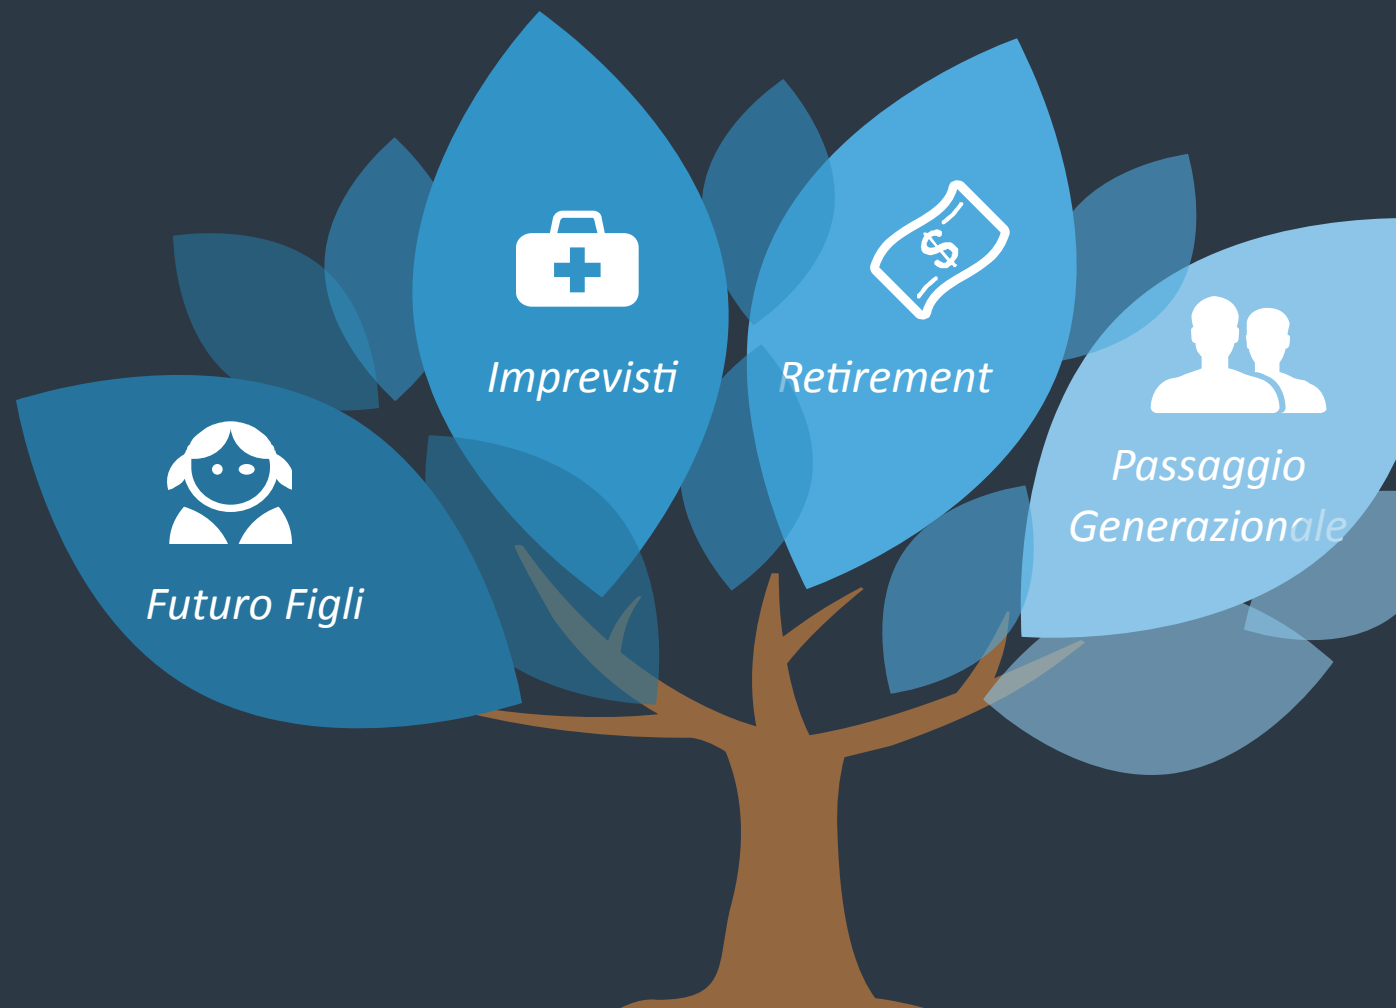 Imprevisti
Retirement
Passaggio
Generazionale
Futuro Figli